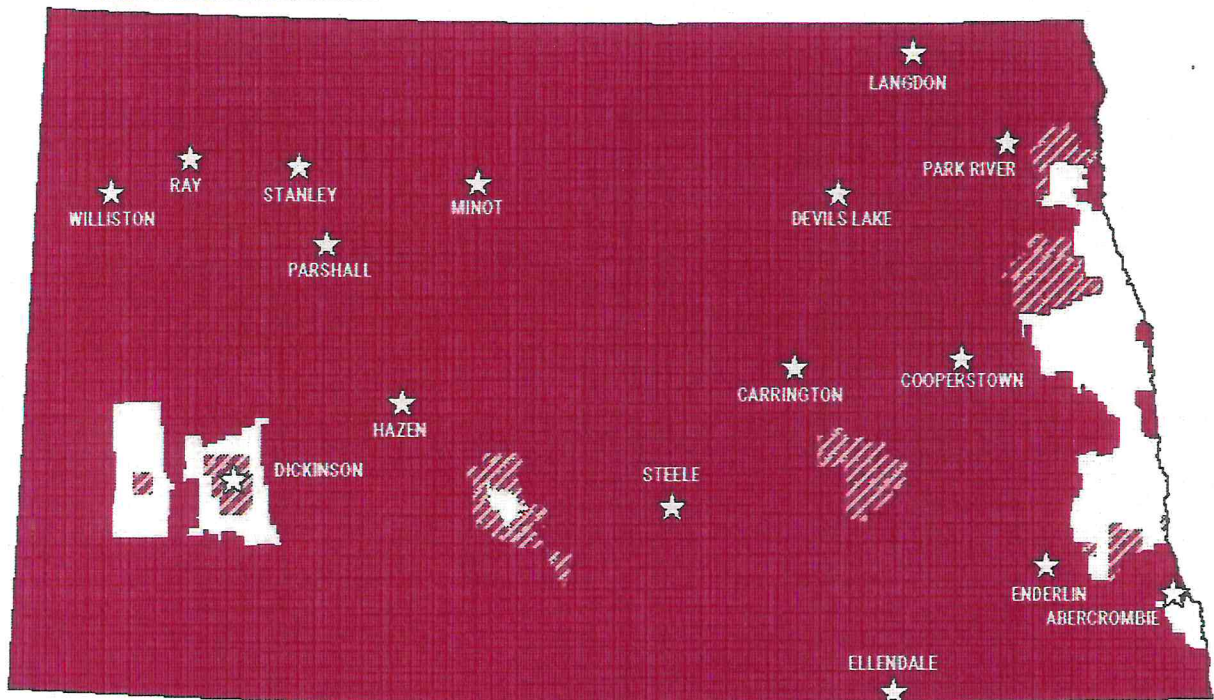 LANGDON
PARK RIVER
RAY
STANLEY
MINOT
WILLISTON
DEVILS LAKE
PARSHALL
COOPERSTOWN
CARRINGTON
HAZEN
DICKINSON
STEELE
ENDERLIN
ABERCROMBIE
ELLENDALE